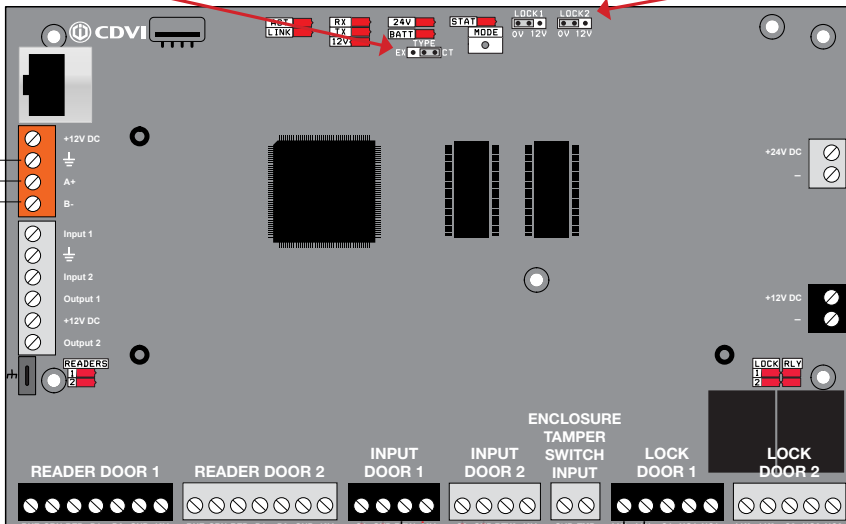 CDVI
ACT
LINK
RX
TX
12V
24V
BATT
TYPE
EX CT
STAT
MODE
LOCK1
0V 12V
LOCK2
0V 12V
+12V DC
A+
B-
Input 1
Input 2
Output 1
+12V DC
Output 2
+24V DC
–
+12V DC
–
READERS
1
2
LOCK RLY
1
2
READER DOOR 1
READER DOOR 2
INPUT
DOOR 1
INPUT
DOOR 2
ENCLOSURE
TAMPER
SWITCH
INPUT
LOCK
DOOR 1
LOCK
DOOR 2